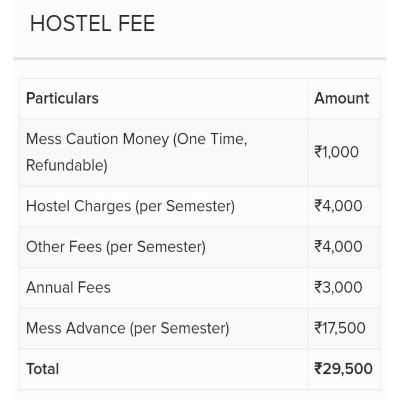 HOSTEL FEE
Particulars Amount
Mess Caution Money (One Time,
Refundable) ₹1,000
Hostel Charges (per Semester) ₹4,000
Other Fees (per Semester) ₹4,000
Annual Fees ₹3,000
Mess Advance (per Semester) ₹17,500
Total ₹29,500